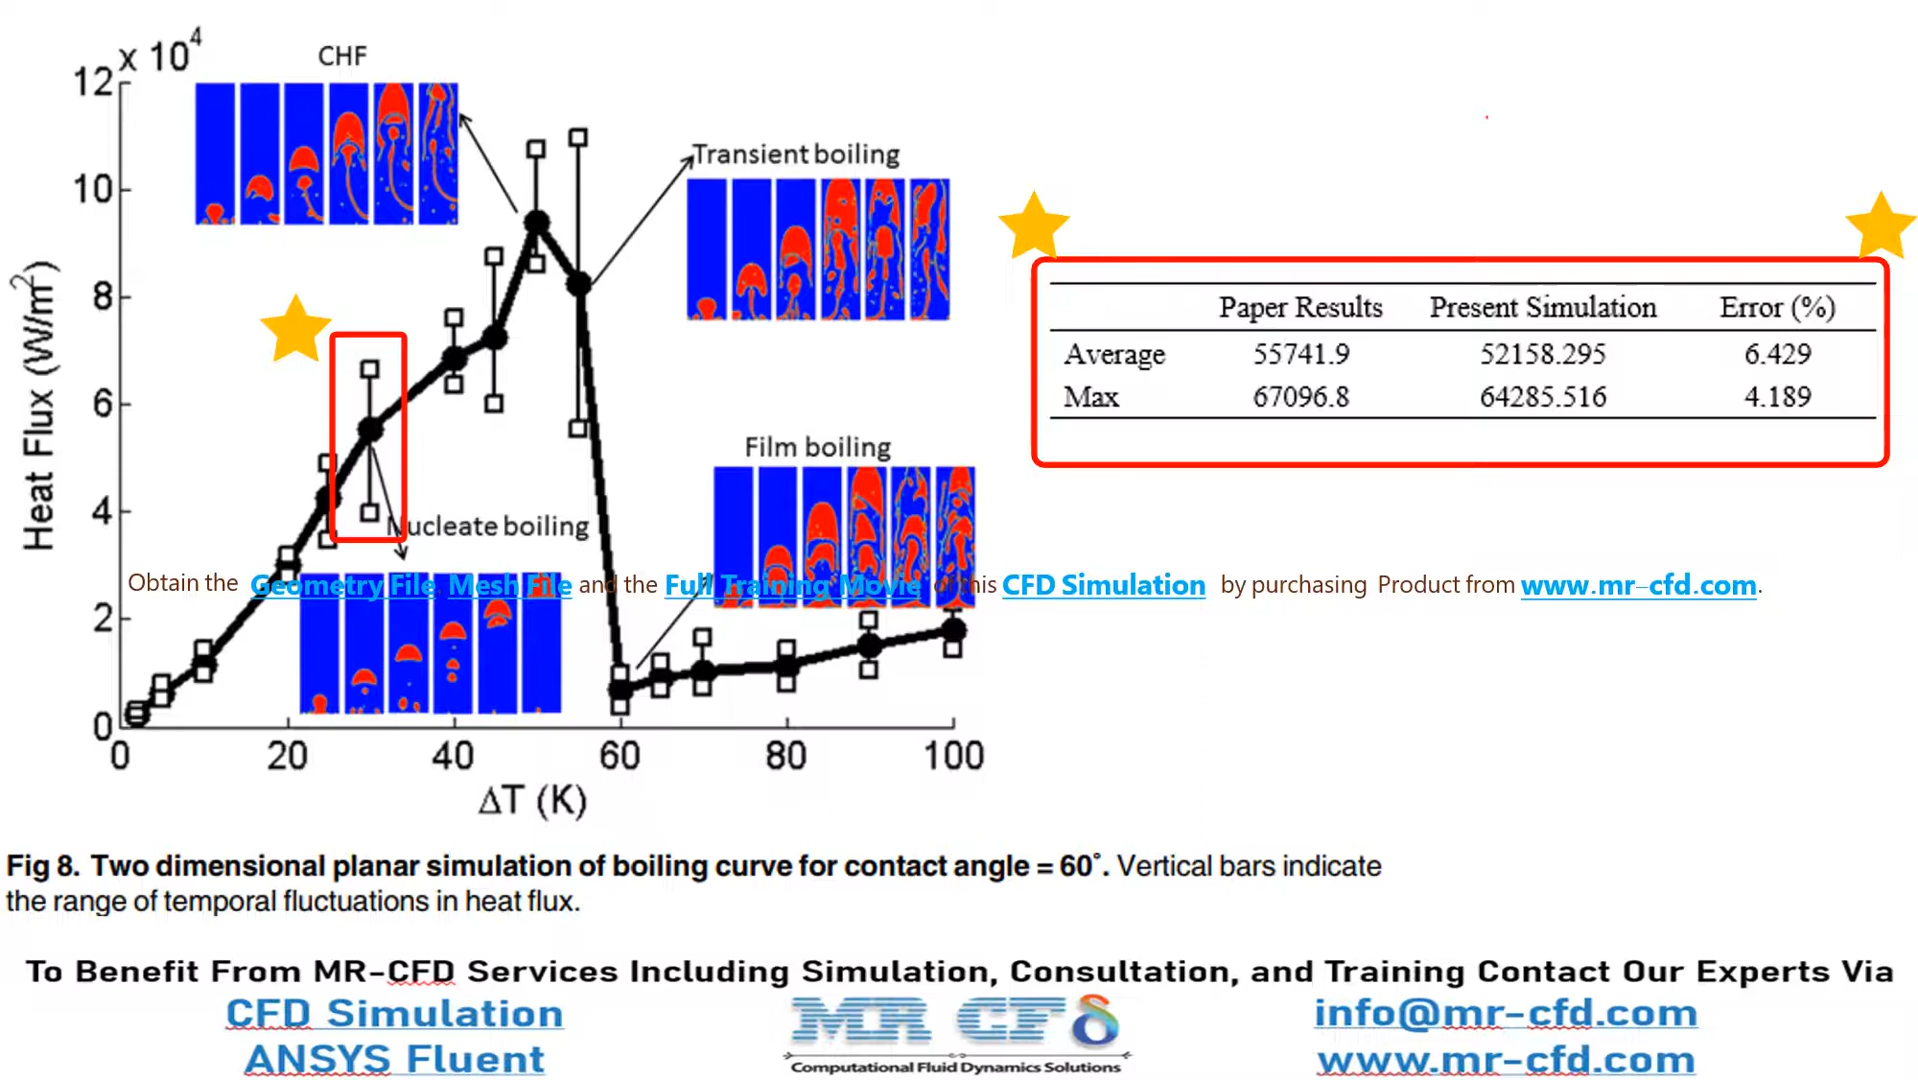 x 10⁴
CHF
12
10
8
6
4
2
0
Heat Flux (W/m²)
Transient boiling
Film boiling
Nucleate boiling
0 20 40 60 80 100
ΔT (K)
Paper Results Present Simulation Error (%)
Average 55741.9 52158.295 6.429
Max 67096.8 64285.516 4.189
Obtain the Geometry File, Mesh File and the Full Training Movie of this CFD Simulation by purchasing Product from www.mr-cfd.com.
Fig 8. Two dimensional planar simulation of boiling curve for contact angle = 60˚. Vertical bars indicate
the range of temporal fluctuations in heat flux.
To Benefit From MR-CFD Services Including Simulation, Consultation, and Training Contact Our Experts Via
CFD Simulation
ANSYS Fluent
MR CFD
Computational Fluid Dynamics Solutions
info@mr-cfd.com
www.mr-cfd.com